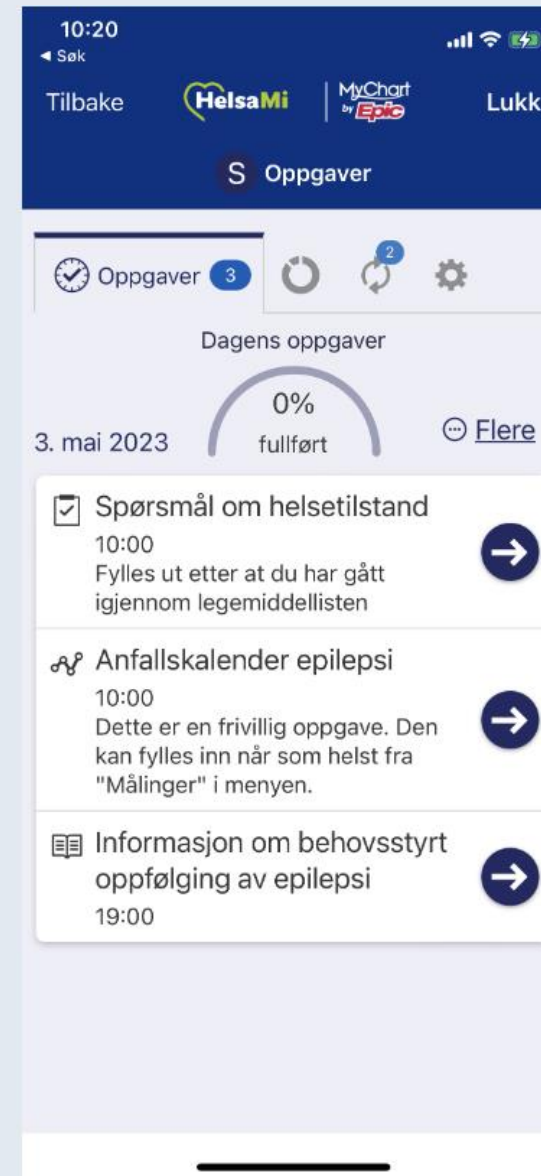 10:20
◄ Søk
Tilbake HelsaMi MyChart by Epic Lukk
S Oppgaver
Oppgaver 3 2
Dagens oppgaver
0%
3. mai 2023 fullført Flere
Spørsmål om helsetilstand
10:00
Fylles ut etter at du har gått
igjennom legemiddellisten
Anfallskalender epilepsi
10:00
Dette er en frivillig oppgave. Den
kan fylles inn når som helst fra
"Målinger" i menyen.
Informasjon om behovsstyrt
oppfølging av epilepsi
19:00